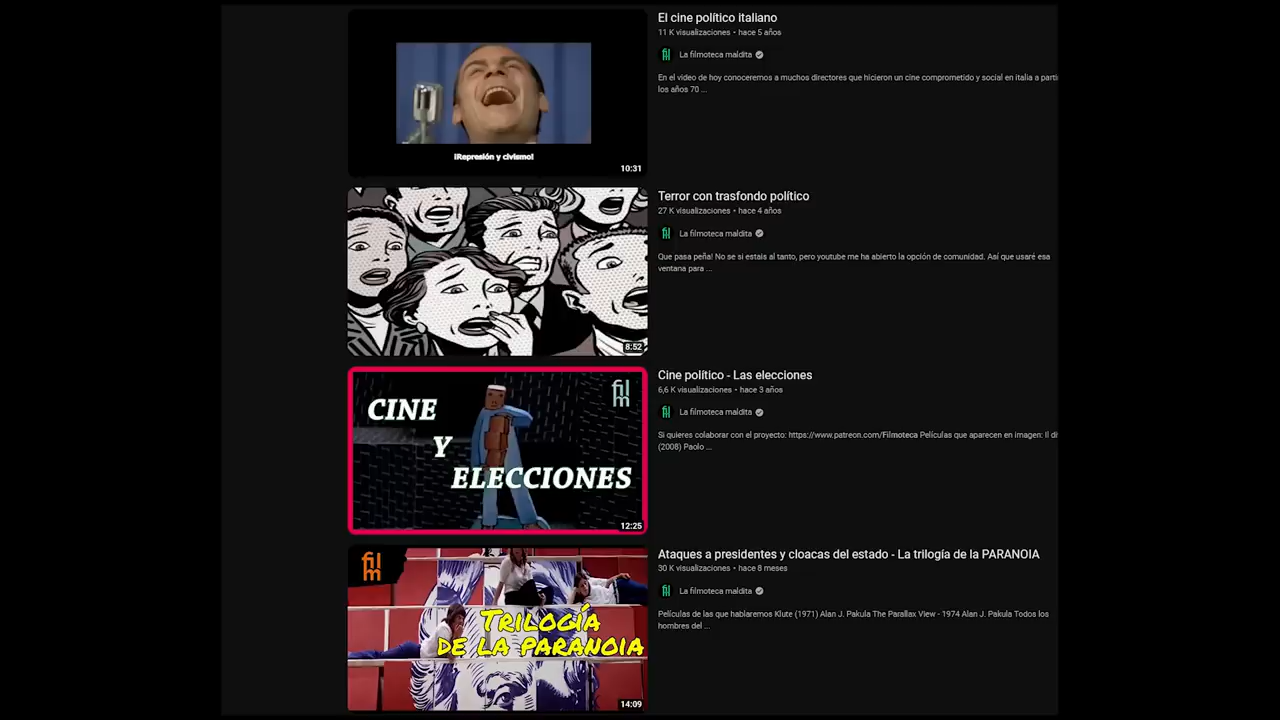 El cine político italiano
11 K visualizaciones • hace 5 años
film
La filmoteca maldita
En el video de hoy conoceremos a muchos directores que hicieron un cine comprometido y social en italia a parti
los años 70 ...
¡Represión y civismo!
10:31
Terror con trasfondo político
27 K visualizaciones • hace 4 años
film
La filmoteca maldita
Que pasa peña! No se si estais al tanto, pero youtube me ha abierto la opción de comunidad. Así que usaré esa
ventana para ...
8:52
Cine político - Las elecciones
6,6 K visualizaciones • hace 3 años
film
La filmoteca maldita
Si quieres colaborar con el proyecto: https://www.patreon.com/Filmoteca Películas que aparecen en imagen: Il di
(2008) Paolo ...
film
CINE
Y
ELECCIONES
12:25
Ataques a presidentes y cloacas del estado - La trilogía de la PARANOIA
30 K visualizaciones • hace 8 meses
film
La filmoteca maldita
Películas de las que hablaremos Klute (1971) Alan J. Pakula The Parallax View - 1974 Alan J. Pakula Todos los
hombres del ...
film
TRILOGÍA
DE LA PARANOIA
14:09